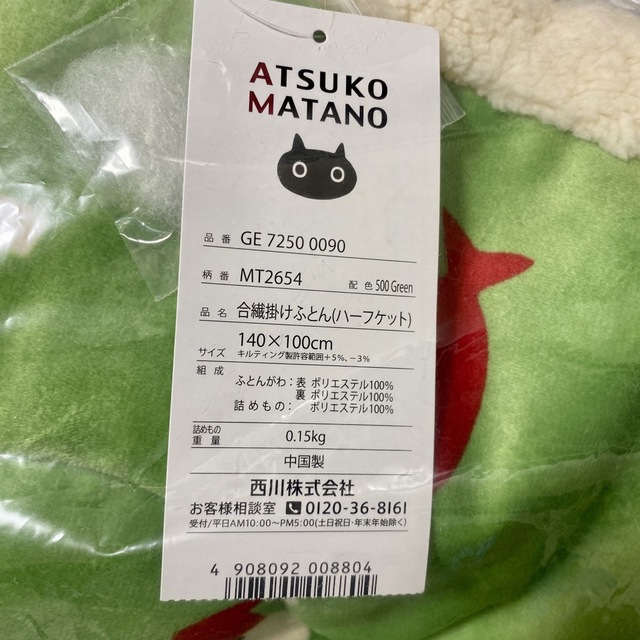 ATSUKO
MATANO
品番 GE 7250 0090
柄番 MT2654 配色 500 Green
品名 合繊掛けふとん(ハーフケット)
サイズ 140×100cm
キルティング製許容範囲+5%、-3%
組成
ふとんがわ：表 ポリエステル100%
裏 ポリエステル100%
詰めもの： ポリエステル100%
詰めもの重量 0.15kg
中国製
西川株式会社
お客様相談室 0120-36-8161
受付/平日AM10:00〜PM5:00(土日祝日・年末年始除く)
4 908092 008804